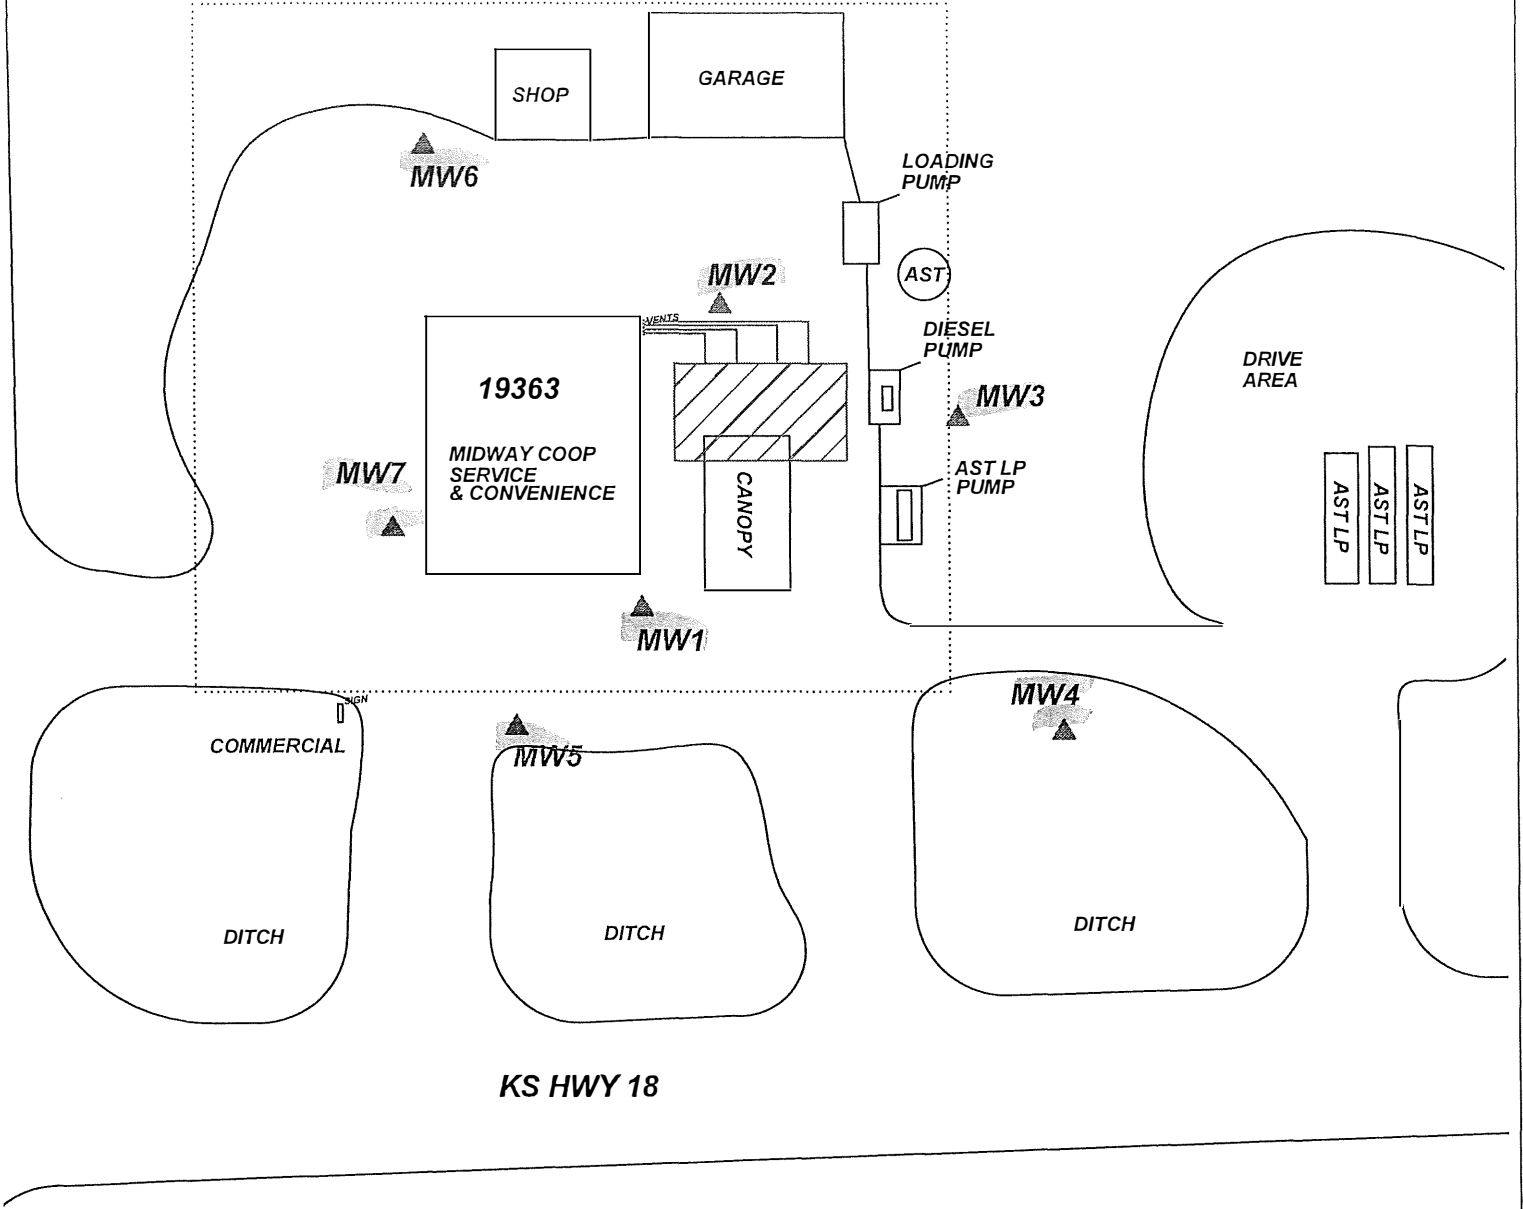 GARAGE
SHOP
LOADING
PUMP
MW6
MW2
AST
VENTS
DIESEL
PUMP
DRIVE
AREA
19363
MW3
MIDWAY COOP
SERVICE
& CONVENIENCE
MW7
CANOPY
AST LP
PUMP
AST LP
AST LP
AST LP
MW1
MW4
SIGN
COMMERCIAL
MW5
DITCH
DITCH
DITCH
KS HWY 18